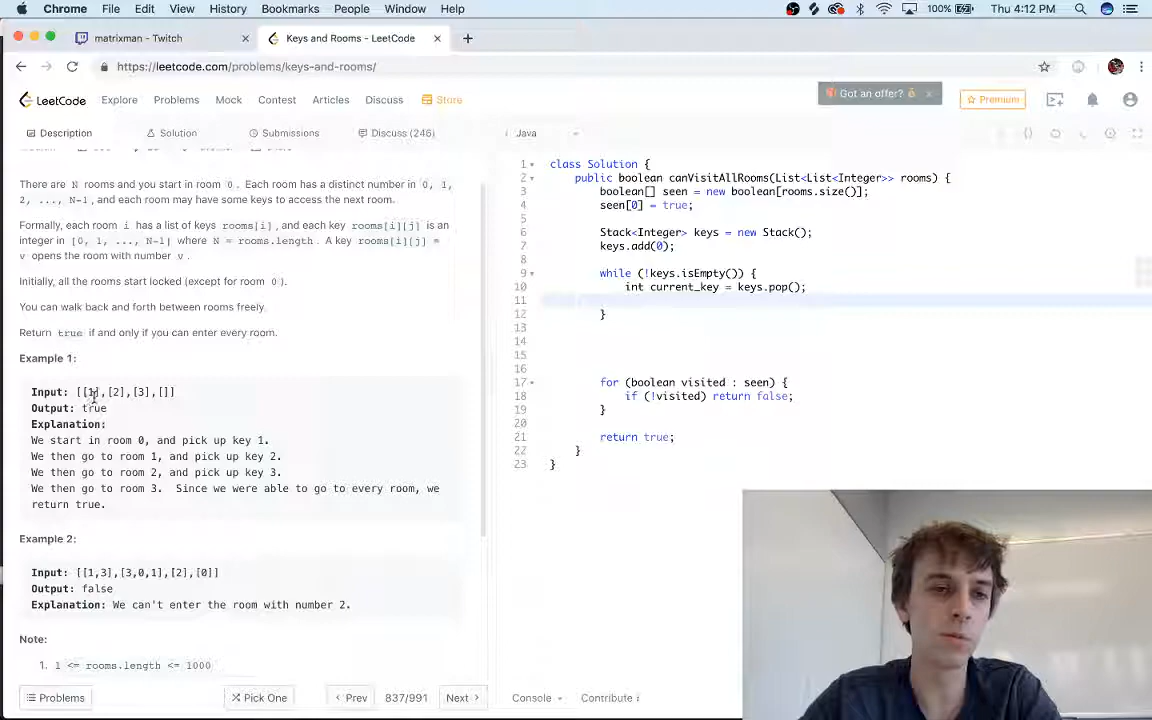 Chrome File Edit View History Bookmarks People Window Help 100% Thu 4:12 PM
matrixman - Twitch × Keys and Rooms - LeetCode × +
https://leetcode.com/problems/keys-and-rooms/
LeetCode Explore Problems Mock Contest Articles Discuss Store Got an offer? × Premium
Description Solution Submissions Discuss (246) Java
There are N rooms and you start in room 0. Each room has a distinct number in 0, 1,
2, ..., N-1, and each room may have some keys to access the next room.
Formally, each room i has a list of keys rooms[i], and each key rooms[i][j] is an
integer in [0, 1, ..., N-1] where N = rooms.length. A key rooms[i][j] =
v opens the room with number v.
Initially, all the rooms start locked (except for room 0).
You can walk back and forth between rooms freely.
Return true if and only if you can enter every room.
Example 1:
Input: [[1],[2],[3],[]]
Output: true
Explanation:
We start in room 0, and pick up key 1.
We then go to room 1, and pick up key 2.
We then go to room 2, and pick up key 3.
We then go to room 3. Since we were able to go to every room, we
return true.
Example 2:
Input: [[1,3],[3,0,1],[2],[0]]
Output: false
Explanation: We can't enter the room with number 2.
Note:
1. 1 <= rooms.length <= 1000
1 class Solution {
2 public boolean canVisitAllRooms(List<List<Integer>> rooms) {
3 boolean[] seen = new boolean[rooms.size()];
4 seen[0] = true;
5
6 Stack<Integer> keys = new Stack();
7 keys.add(0);
8
9 while (!keys.isEmpty()) {
10 int current_key = keys.pop();
11
12 }
13
14
15
16
17 for (boolean visited : seen) {
18 if (!visited) return false;
19 }
20
21 return true;
22 }
23 }
Problems Pick One Prev 837/991 Next Console Contribute